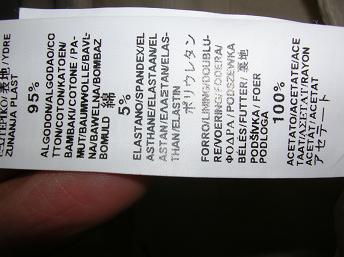 ZUNANJA PLAST
95%
ALGODON/ALGODAO/CO
TTON/COTON/KATOEN/
BAMBAKI/COTONE/PA-
MUT/BAUMWOLLE/BAVL-
NA/BAWELNA/BOMBAZ
BOMULD 綿
5%
ELASTANO/SPANDEX/EL
ASTHANE/ELASTAAN/EL
ASTAN/ΕΛΑΣΤΑΝ/ELAS-
THAN/ELASTIN
ポリウレタン
FORRO/LINING/DOUBLU-
RE/VOERING/FODERA/
ΦΟΔΡΑ/PODSZEWKA/
BÉLES/FUTTER/裏地/
PODŠÍVKA/FOER
PODLOGA
100%
ACETATO/ACETATE/ACE
TAAT/ΑΣΕΤΑΤ/RAYON
ACETAT/ACETÁT
アセテート